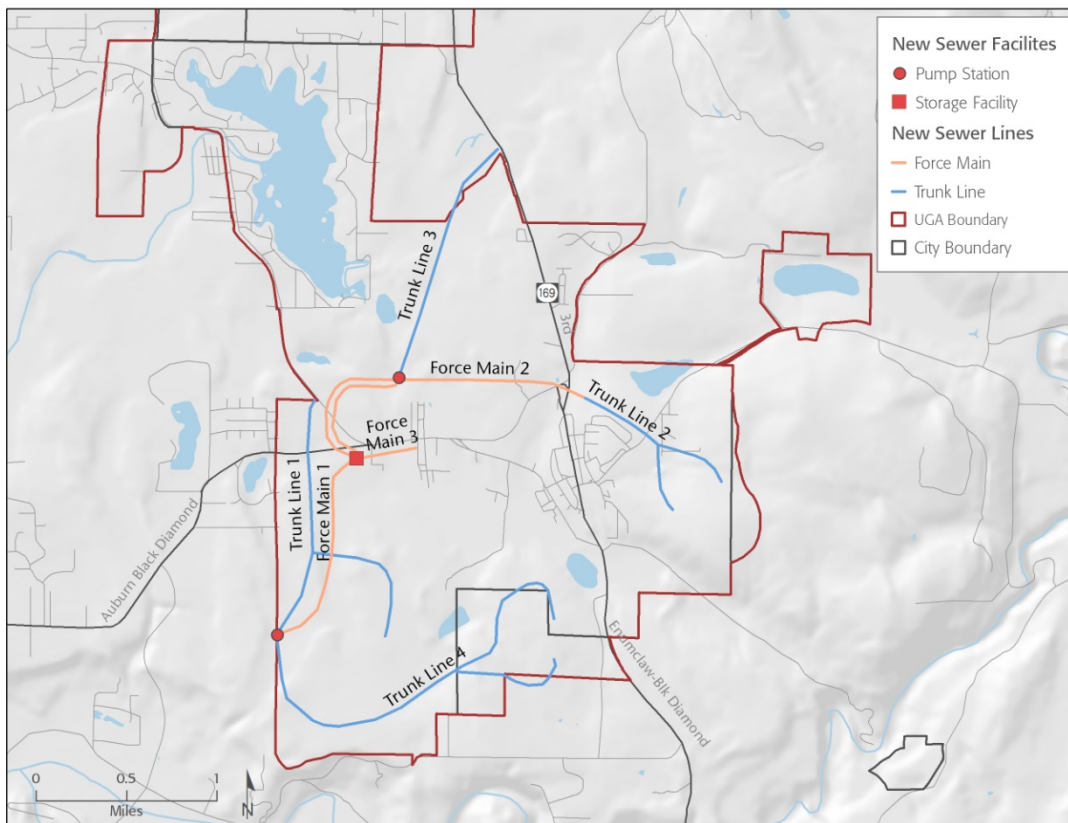 New Sewer Facilites
Pump Station
Storage Facility
New Sewer Lines
Force Main
Trunk Line
UGA Boundary
City Boundary
Trunk Line 3
169
3rd
Force Main 2
Trunk Line 2
Force
Main 3
Trunk Line 1
Force Main 1
Auburn Black Diamond
Trunk Line 4
Enumclaw-Blk Diamond
0 0.5 1
Miles
N